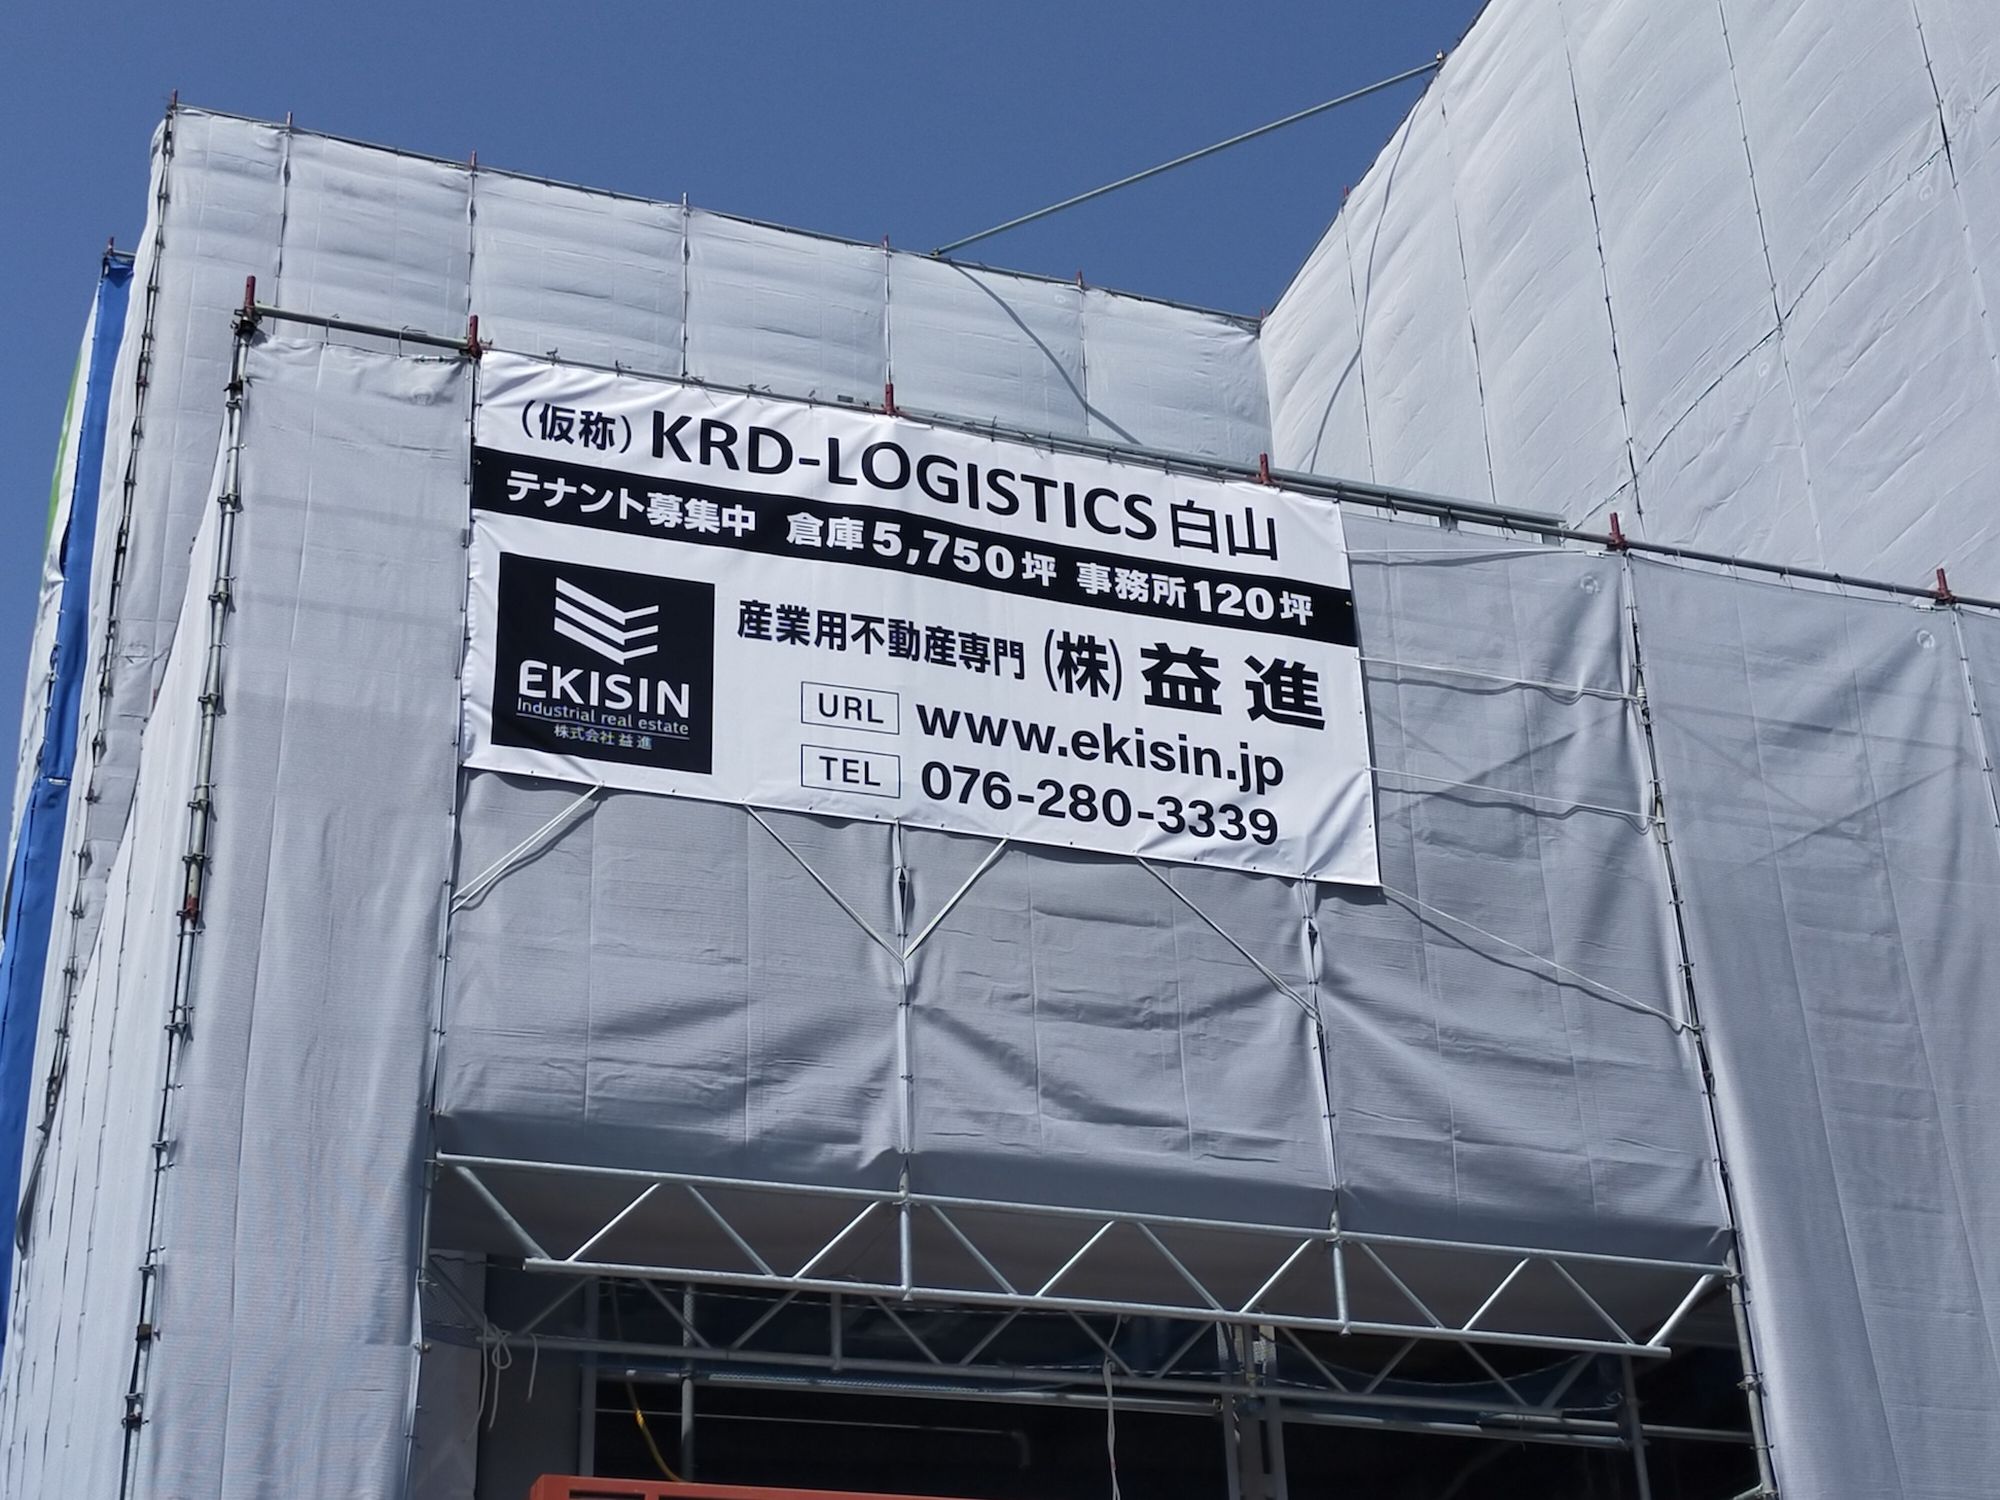 （仮称）KRD-LOGISTICS 白山
テナント募集中 倉庫5,750坪 事務所120坪
EKISIN
Industrial real estate
株式会社 益進
産業用不動産専門 (株) 益進
URL www.ekisin.jp
TEL 076-280-3339